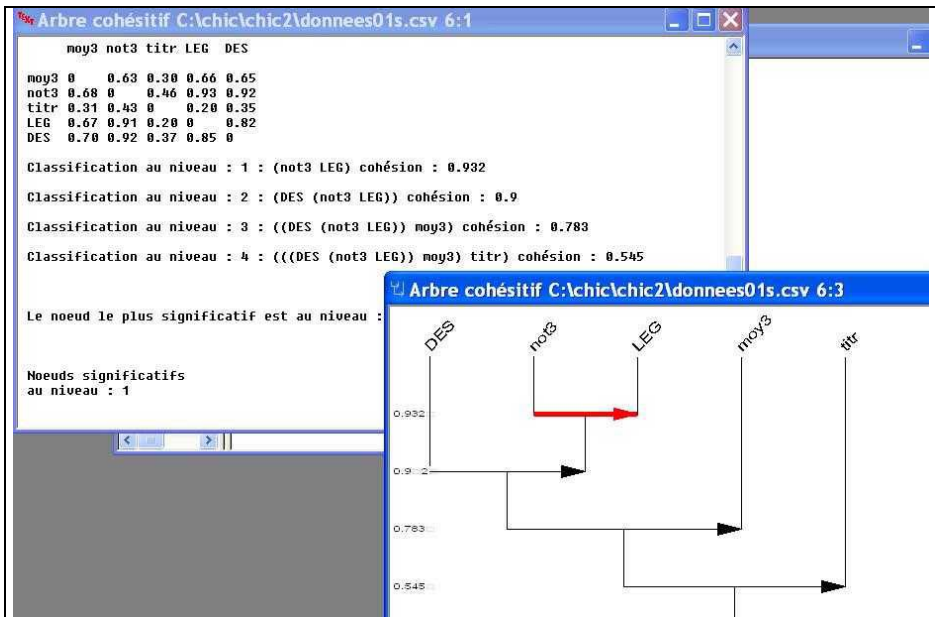 Arbre cohésitif C:\chic\chic2\donnees01s.csv 6:1
moy3 not3 titr LEG DES
moy3 0 0.63 0.30 0.66 0.65
not3 0.68 0 0.46 0.93 0.92
titr 0.31 0.43 0 0.20 0.35
LEG 0.67 0.91 0.20 0 0.82
DES 0.70 0.92 0.37 0.85 0
Classification au niveau : 1 : (not3 LEG) cohésion : 0.932
Classification au niveau : 2 : (DES (not3 LEG)) cohésion : 0.9
Classification au niveau : 3 : ((DES (not3 LEG)) moy3) cohésion : 0.783
Classification au niveau : 4 : (((DES (not3 LEG)) moy3) titr) cohésion : 0.545
Le noeud le plus significatif est au niveau :
Noeuds significatifs
au niveau : 1
Arbre cohésitif C:\chic\chic2\donnees01s.csv 6:3
DES not3 LEG moy3 titr
0.932
0.9
0.783
0.545